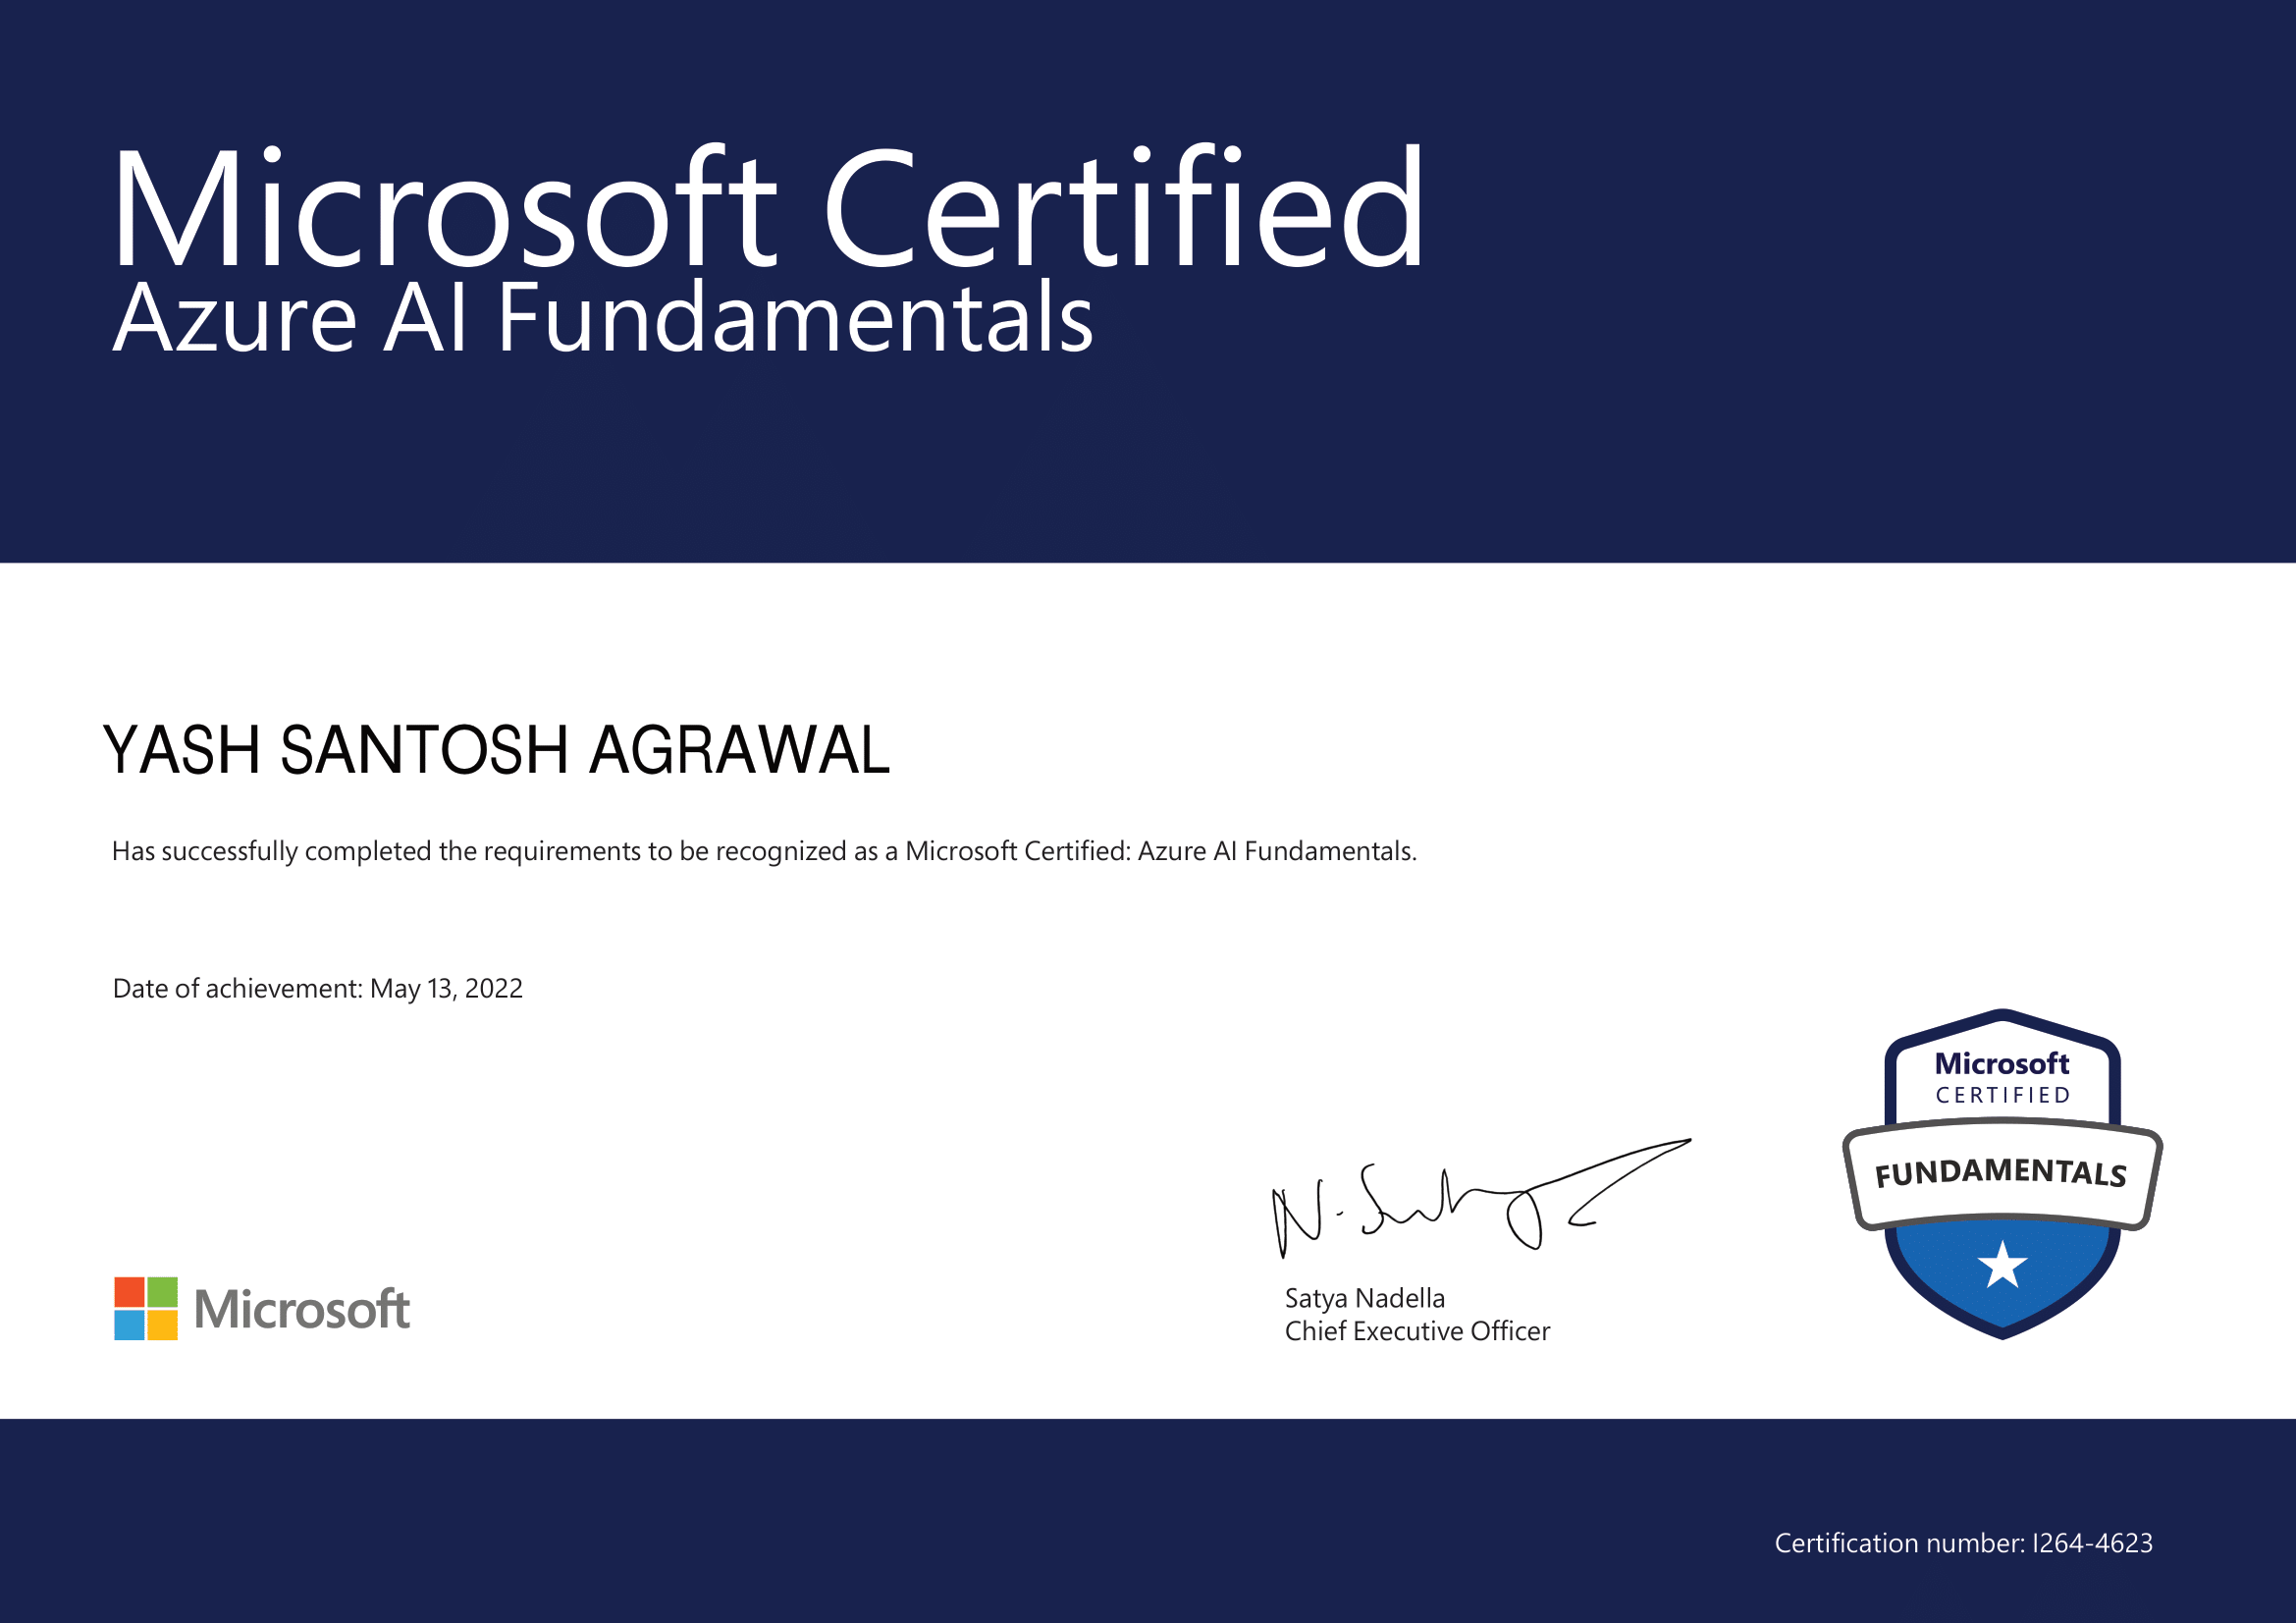 Microsoft Certified
Azure AI Fundamentals
YASH SANTOSH AGRAWAL
Has successfully completed the requirements to be recognized as a Microsoft Certified: Azure AI Fundamentals.
Date of achievement: May 13, 2022
Microsoft
CERTIFIED
FUNDAMENTALS
Microsoft
Satya Nadella
Chief Executive Officer
Certification number: I264-4623